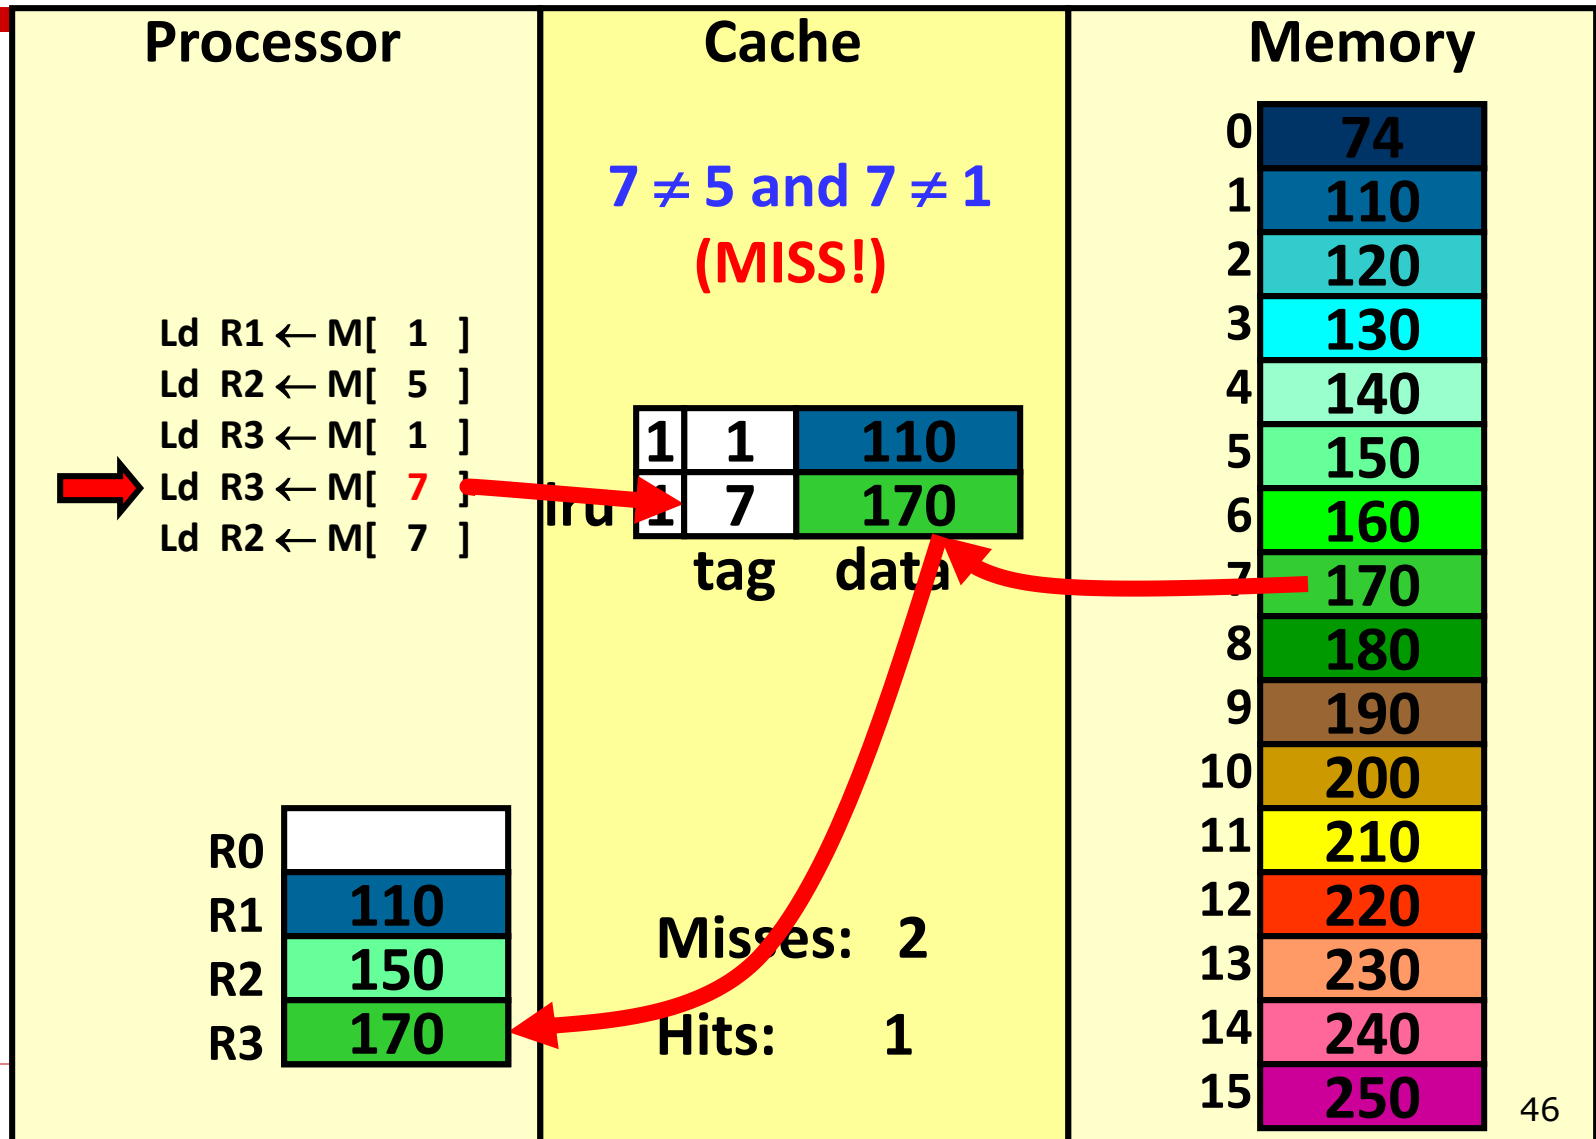 Processor
Cache
Memory
7 ≠ 5 and 7 ≠ 1
(MISS!)
Ld R1 ← M[ 1 ]
Ld R2 ← M[ 5 ]
Ld R3 ← M[ 1 ]
Ld R3 ← M[ 7 ]
Ld R2 ← M[ 7 ]
1 1 110
lru 1 7 170
tag data
R0
R1 110
R2 150
R3 170
Misses: 2
Hits: 1
0 74
1 110
2 120
3 130
4 140
5 150
6 160
7 170
8 180
9 190
10 200
11 210
12 220
13 230
14 240
15 250
46